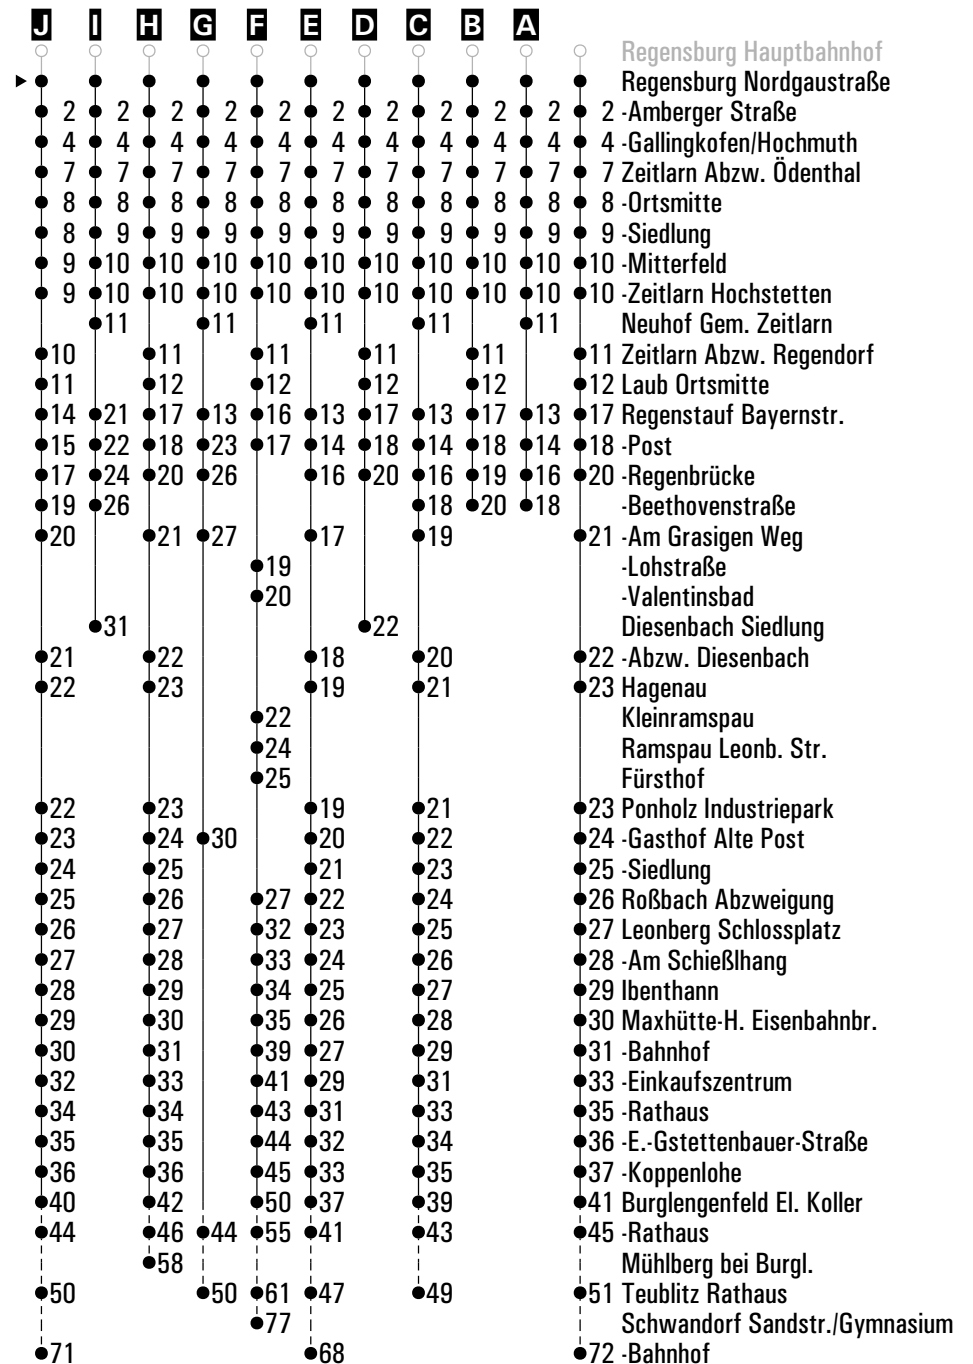 J I H G F E D C B A
Regensburg Hauptbahnhof
Regensburg Nordgaustraße
2 2 2 2 2 2 2 2 2 2 2 -Amberger Straße
4 4 4 4 4 4 4 4 4 4 4 -Gallingkofen/Hochmuth
7 7 7 7 7 7 7 7 7 7 7 Zeitlarn Abzw. Ödenthal
8 8 8 8 8 8 8 8 8 8 8 -Ortsmitte
8 9 9 9 9 9 9 9 9 9 9 -Siedlung
9 10 10 10 10 10 10 10 10 10 10 -Mitterfeld
9 10 10 10 10 10 10 10 10 10 10 -Zeitlarn Hochstetten
11 11 11 11 11 Neuhof Gem. Zeitlarn
10 11 11 11 11 11 Zeitlarn Abzw. Regendorf
11 12 12 12 12 12 Laub Ortsmitte
14 21 17 13 16 13 17 13 17 13 17 Regenstauf Bayernstr.
15 22 18 23 17 14 18 14 18 14 18 -Post
17 24 20 26 16 20 16 19 16 20 -Regenbrücke
19 26 18 20 18 -Beethovenstraße
20 21 27 17 19 21 -Am Grasigen Weg
19 -Lohstraße
20 -Valentinsbad
31 22 Diesenbach Siedlung
21 22 18 20 22 -Abzw. Diesenbach
22 23 19 21 23 Hagenau
22 Kleinramspau
24 Ramspau Leonb. Str.
25 Fürsthof
22 23 19 21 23 Ponholz Industriepark
23 24 30 20 22 24 -Gasthof Alte Post
24 25 21 23 25 -Siedlung
25 26 27 22 24 26 Roßbach Abzweigung
26 27 32 23 25 27 Leonberg Schlossplatz
27 28 33 24 26 28 -Am Schießlhang
28 29 34 25 27 29 Ibenthann
29 30 35 26 28 30 Maxhütte-H. Eisenbahnbr.
30 31 39 27 29 31 -Bahnhof
32 33 41 29 31 33 -Einkaufszentrum
34 34 43 31 33 35 -Rathaus
35 35 44 32 34 36 -E.-Gstettenbauer-Straße
36 36 45 33 35 37 -Koppenlohe
40 42 50 37 39 41 Burglengenfeld El. Koller
44 46 44 55 41 43 45 -Rathaus
58 Mühlberg bei Burgl.
50 50 61 47 49 51 Teublitz Rathaus
77 Schwandorf Sandstr./Gymnasium
71 68 72 -Bahnhof